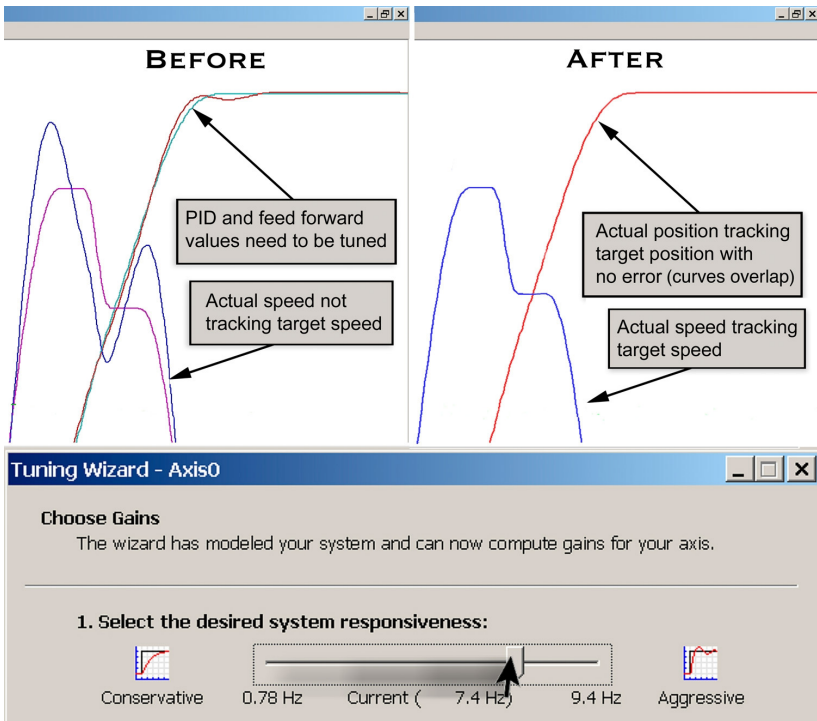 BEFORE
AFTER
PID and feed forward
values need to be tuned
Actual speed not
tracking target speed
Actual position tracking
target position with
no error (curves overlap)
Actual speed tracking
target speed
Tuning Wizard - Axis0
Choose Gains
The wizard has modeled your system and can now compute gains for your axis.
1. Select the desired system responsiveness:
Conservative 0.78 Hz Current ( 7.4 Hz) 9.4 Hz Aggressive